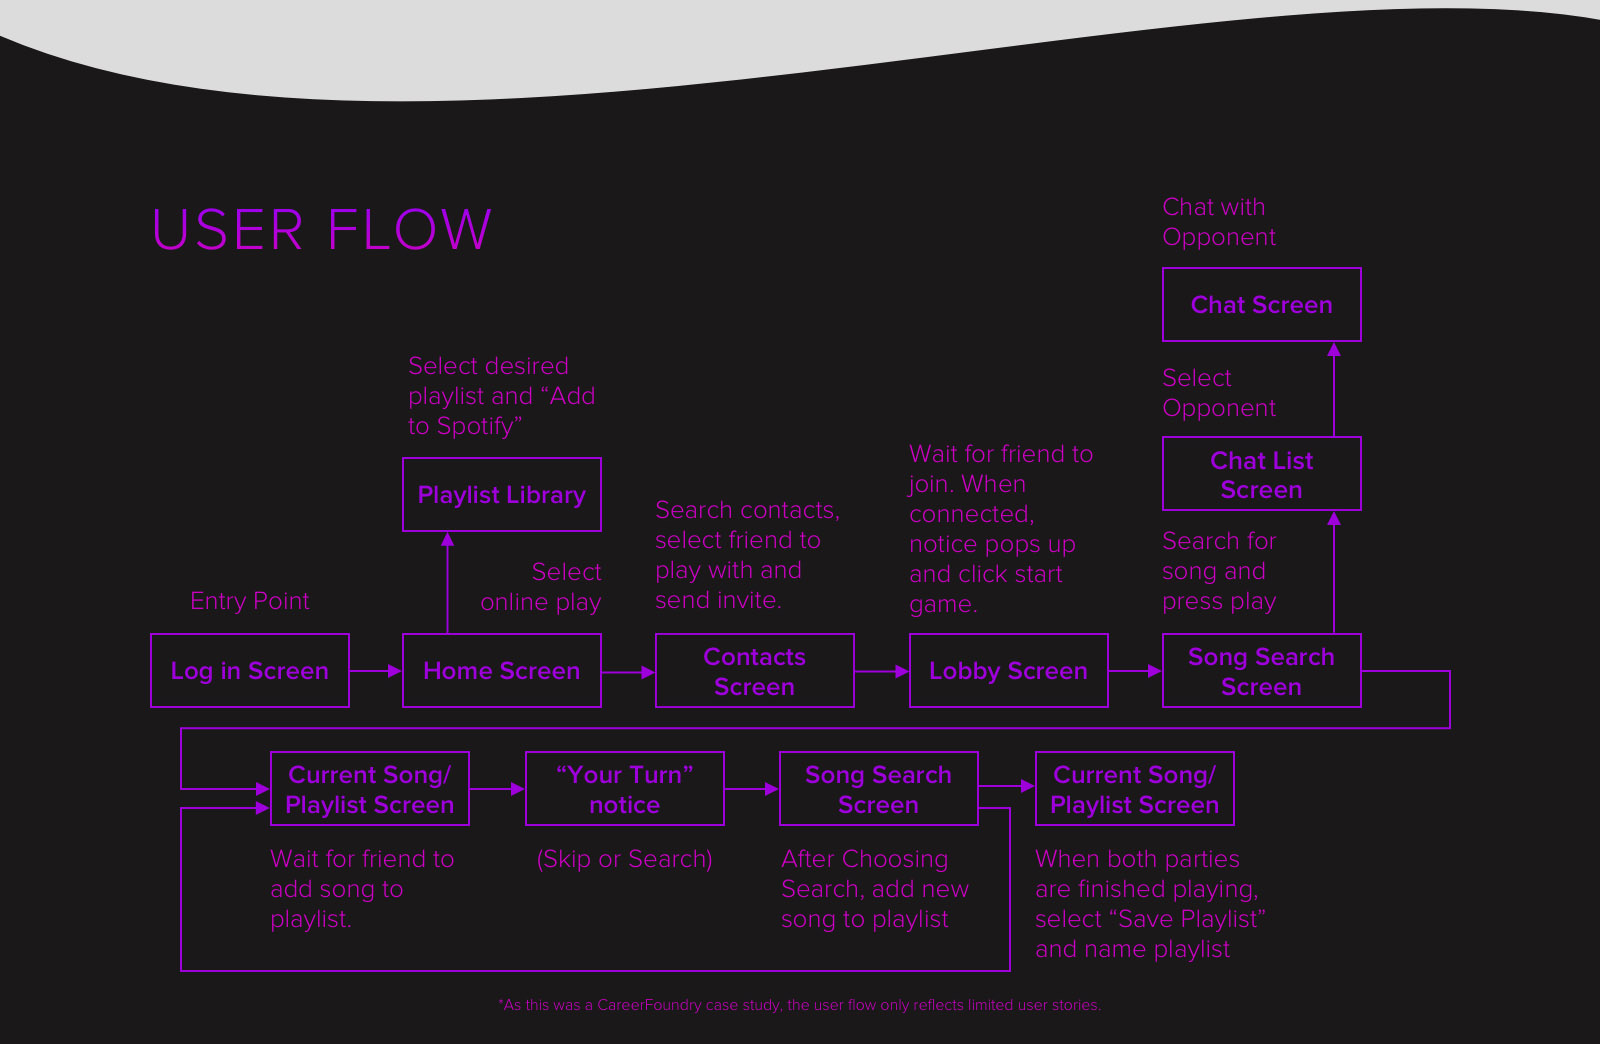 USER FLOW
Chat with
Opponent
Chat Screen
Select
Opponent
Chat List
Screen
Search for
song and
press play
Select desired
playlist and “Add
to Spotify”
Playlist Library
Select
online play
Search contacts,
select friend to
play with and
send invite.
Wait for friend to
join. When
connected,
notice pops up
and click start
game.
Entry Point
Log in Screen
Home Screen
Contacts
Screen
Lobby Screen
Song Search
Screen
Current Song/
Playlist Screen
“Your Turn”
notice
Song Search
Screen
Current Song/
Playlist Screen
Wait for friend to
add song to
playlist.
(Skip or Search)
After Choosing
Search, add new
song to playlist
When both parties
are finished playing,
select “Save Playlist”
and name playlist
*As this was a CareerFoundry case study, the user flow only reflects limited user stories.